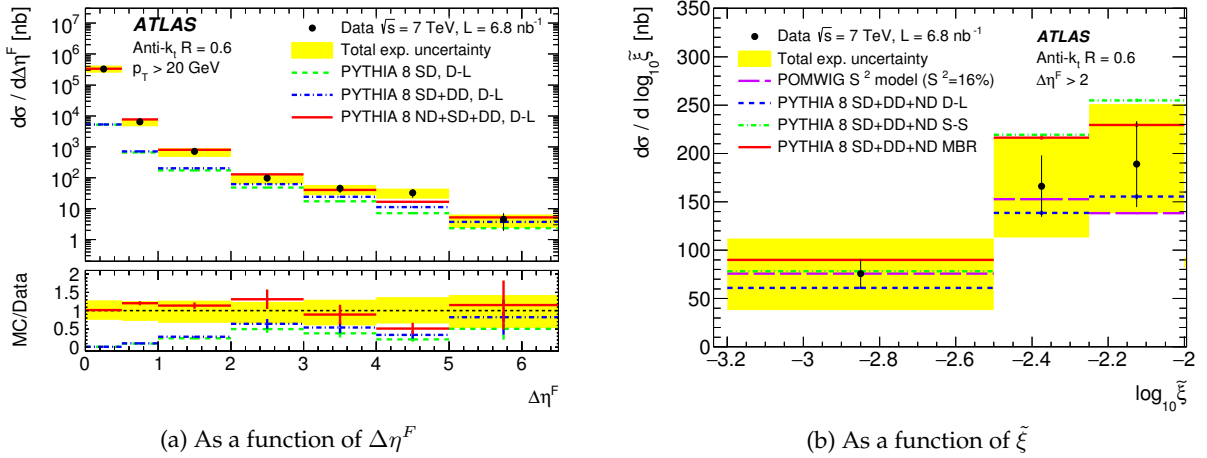 ATLAS
Anti-kt R = 0.6
pT > 20 GeV
Data √s = 7 TeV, L = 6.8 nb⁻¹
Total exp. uncertainty
PYTHIA 8 SD, D-L
PYTHIA 8 SD+DD, D-L
PYTHIA 8 ND+SD+DD, D-L
dσ / dΔη^F [nb]
10⁷
10⁶
10⁵
10⁴
10³
10²
10
1
MC/Data
2
1.5
1
0.5
0
0 1 2 3 4 5 6
Δη^F
(a) As a function of Δη^F
Data √s = 7 TeV, L = 6.8 nb⁻¹
Total exp. uncertainty
POMWIG S² model (S²=16%)
PYTHIA 8 SD+DD+ND D-L
PYTHIA 8 SD+DD+ND S-S
PYTHIA 8 SD+DD+ND MBR
ATLAS
Anti-kt R = 0.6
Δη^F > 2
dσ / d log₁₀ξ̃ [nb]
350
300
250
200
150
100
50
0
−3.2 −3 −2.8 −2.6 −2.4 −2.2 −2
log₁₀ξ̃
(b) As a function of ξ̃